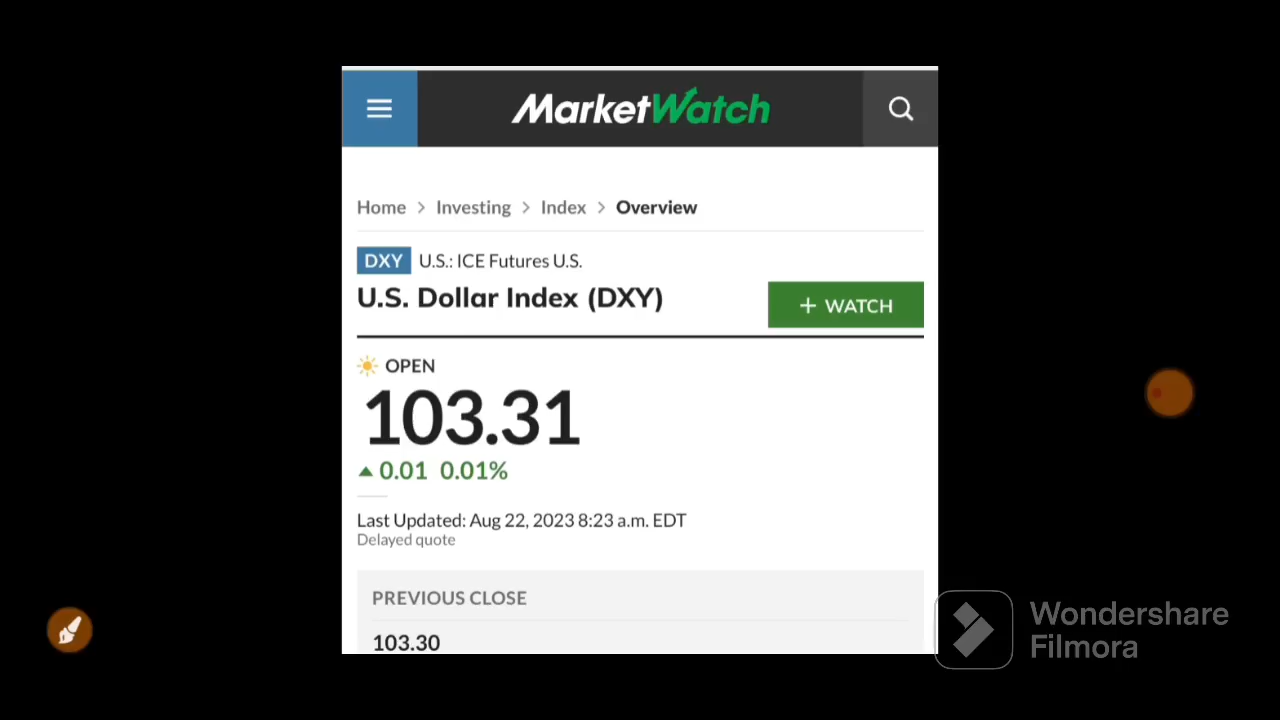 MarketWatch
Home > Investing > Index > Overview
DXY U.S.: ICE Futures U.S.
U.S. Dollar Index (DXY)
+ WATCH
OPEN
103.31
0.01 0.01%
Last Updated: Aug 22, 2023 8:23 a.m. EDT
Delayed quote
PREVIOUS CLOSE
103.30
Wondershare
Filmora